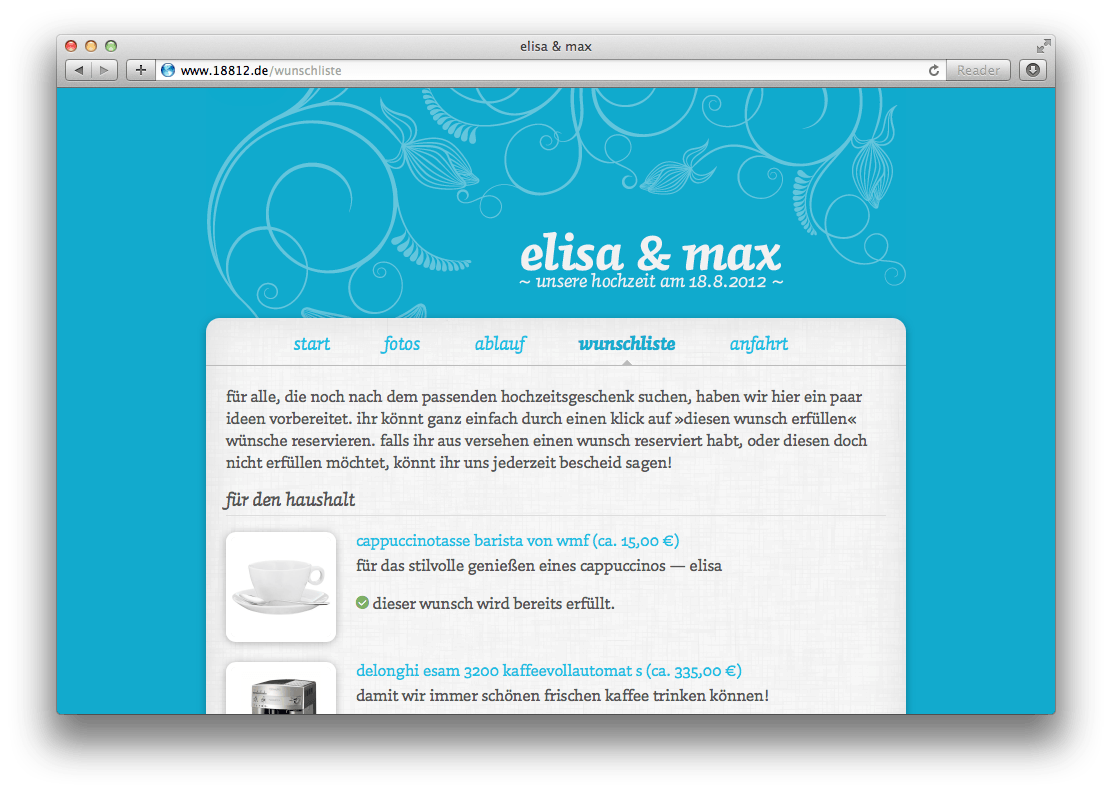 elisa & max
www.18812.de/wunschliste
Reader
elisa & max
~ unsere hochzeit am 18.8.2012 ~
start fotos ablauf wunschliste anfahrt
für alle, die noch nach dem passenden hochzeitsgeschenk suchen, haben wir hier ein paar
ideen vorbereitet. ihr könnt ganz einfach durch einen klick auf »diesen wunsch erfüllen«
wünsche reservieren. falls ihr aus versehen einen wunsch reserviert habt, oder diesen doch
nicht erfüllen möchtet, könnt ihr uns jederzeit bescheid sagen!
für den haushalt
cappuccinotasse barista von wmf (ca. 15,00 €)
für das stilvolle genießen eines cappuccinos — elisa
dieser wunsch wird bereits erfüllt.
delonghi esam 3200 kaffeevollautomat s (ca. 335,00 €)
damit wir immer schönen frischen kaffee trinken können!